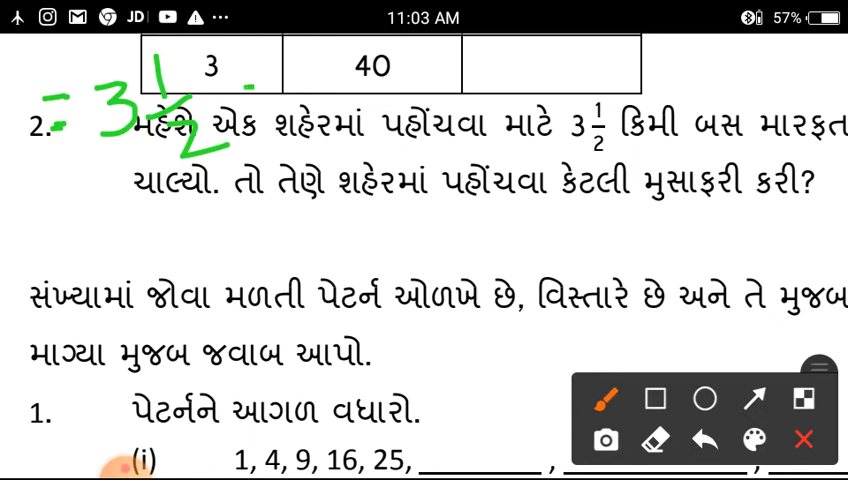 JD 11:03 AM 57%
3 40
= 3 1/2
2. મહેશે એક શહેરમાં પહોંચવા માટે 3 1/2 કિમી બસ મારફત
ચાલ્યો. તો તેણે શહેરમાં પહોંચવા કેટલી મુસાફરી કરી?
સંખ્યામાં જોવા મળતી પેટર્ન ઓળખે છે, વિસ્તારે છે અને તે મુજબ
માગ્યા મુજબ જવાબ આપો.
1. પેટર્નને આગળ વધારો.
(i) 1, 4, 9, 16, 25, ________ , ________ , ____